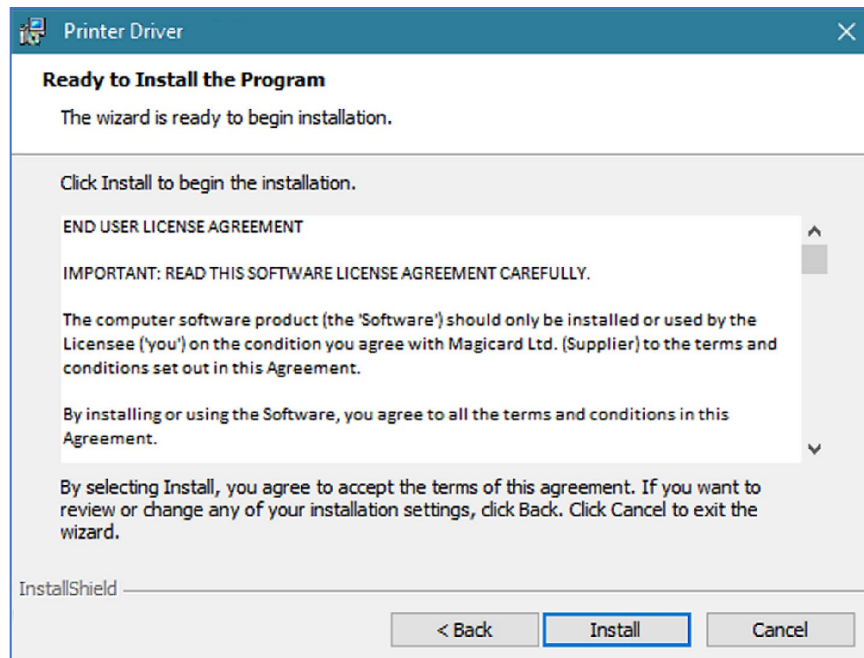 Printer Driver
Ready to Install the Program
The wizard is ready to begin installation.
Click Install to begin the installation.
END USER LICENSE AGREEMENT
IMPORTANT: READ THIS SOFTWARE LICENSE AGREEMENT CAREFULLY.
The computer software product (the 'Software') should only be installed or used by the
Licensee ('you') on the condition you agree with Magicard Ltd. (Supplier) to the terms and
conditions set out in this Agreement.
By installing or using the Software, you agree to all the terms and conditions in this
Agreement.
By selecting Install, you agree to accept the terms of this agreement. If you want to
review or change any of your installation settings, click Back. Click Cancel to exit the
wizard.
InstallShield
< Back Install Cancel